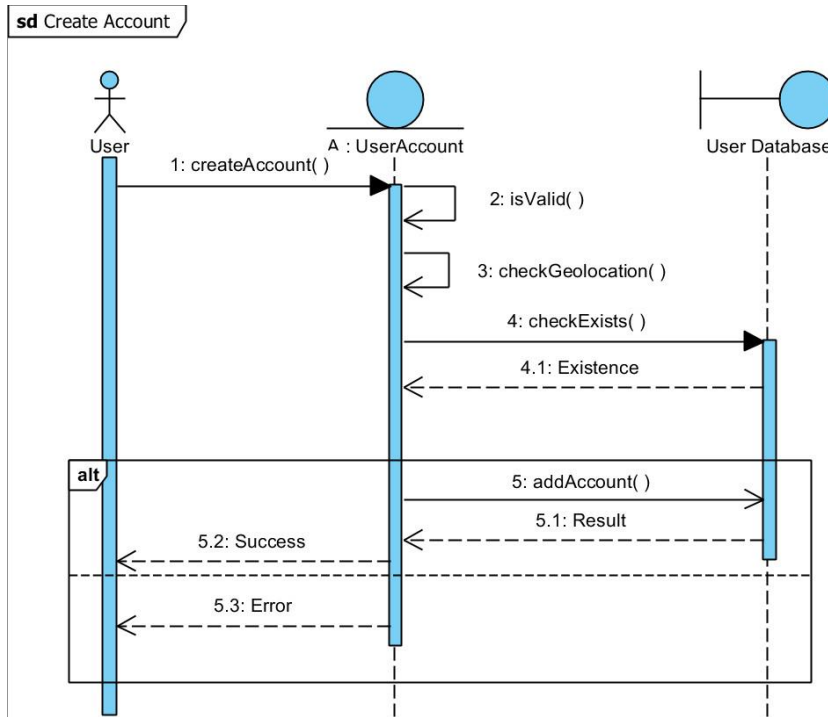 sd Create Account
User
A : UserAccount
User Database
1: createAccount( )
2: isValid( )
3: checkGeolocation( )
4: checkExists( )
4.1: Existence
alt
5: addAccount( )
5.1: Result
5.2: Success
5.3: Error